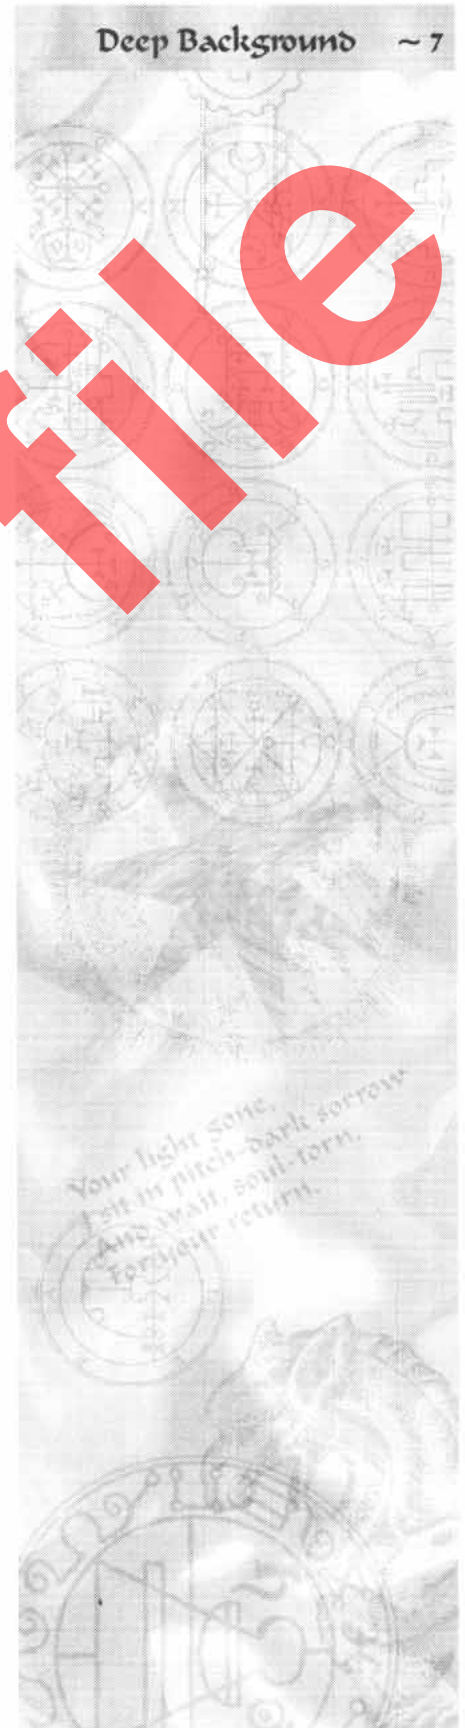 Deep Background ~ 7
file
Your light gone,
I sit in pitch-dark sorrow
And wait, soul-torn,
For your return.